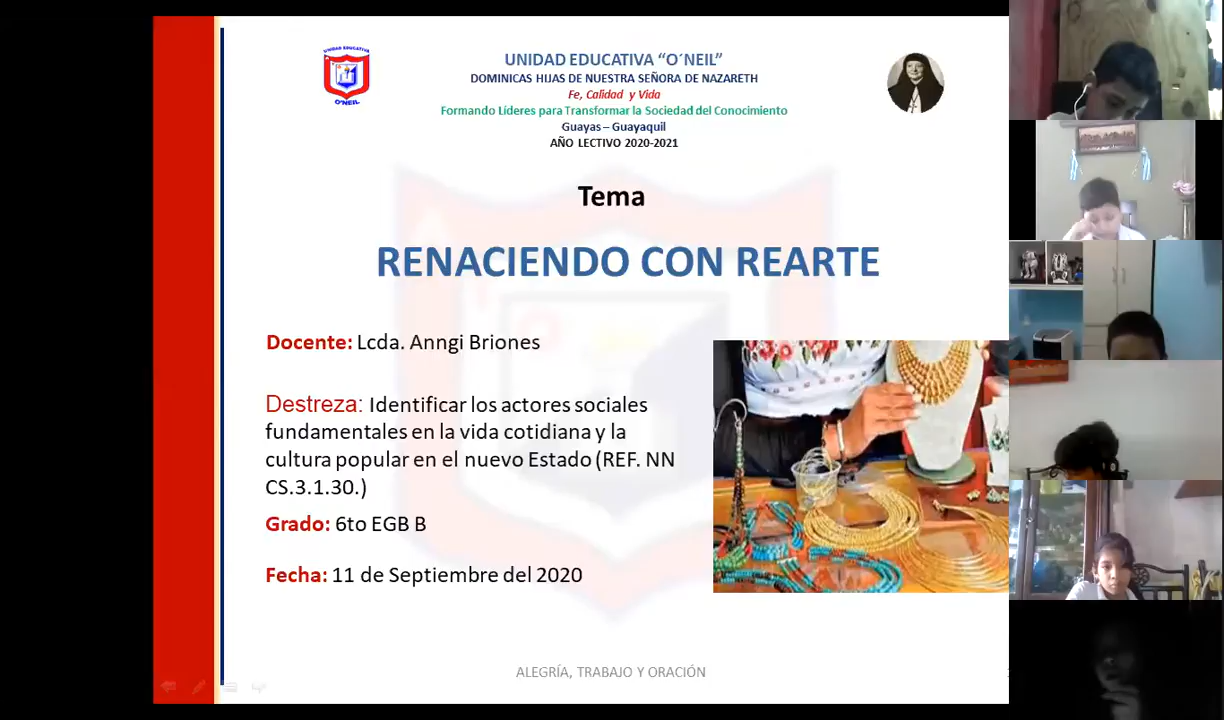 UNIDAD EDUCATIVA
O'NEIL
UNIDAD EDUCATIVA “O´NEIL”
DOMINICAS HIJAS DE NUESTRA SEÑORA DE NAZARETH
Fe, Calidad y Vida
Formando Líderes para Transformar la Sociedad del Conocimiento
Guayas – Guayaquil
AÑO LECTIVO 2020-2021
Tema
RENACIENDO CON REARTE
Docente: Lcda. Anngi Briones
Destreza: Identificar los actores sociales
fundamentales en la vida cotidiana y la
cultura popular en el nuevo Estado (REF. NN
CS.3.1.30.)
Grado: 6to EGB B
Fecha: 11 de Septiembre del 2020
ALEGRÍA, TRABAJO Y ORACIÓN